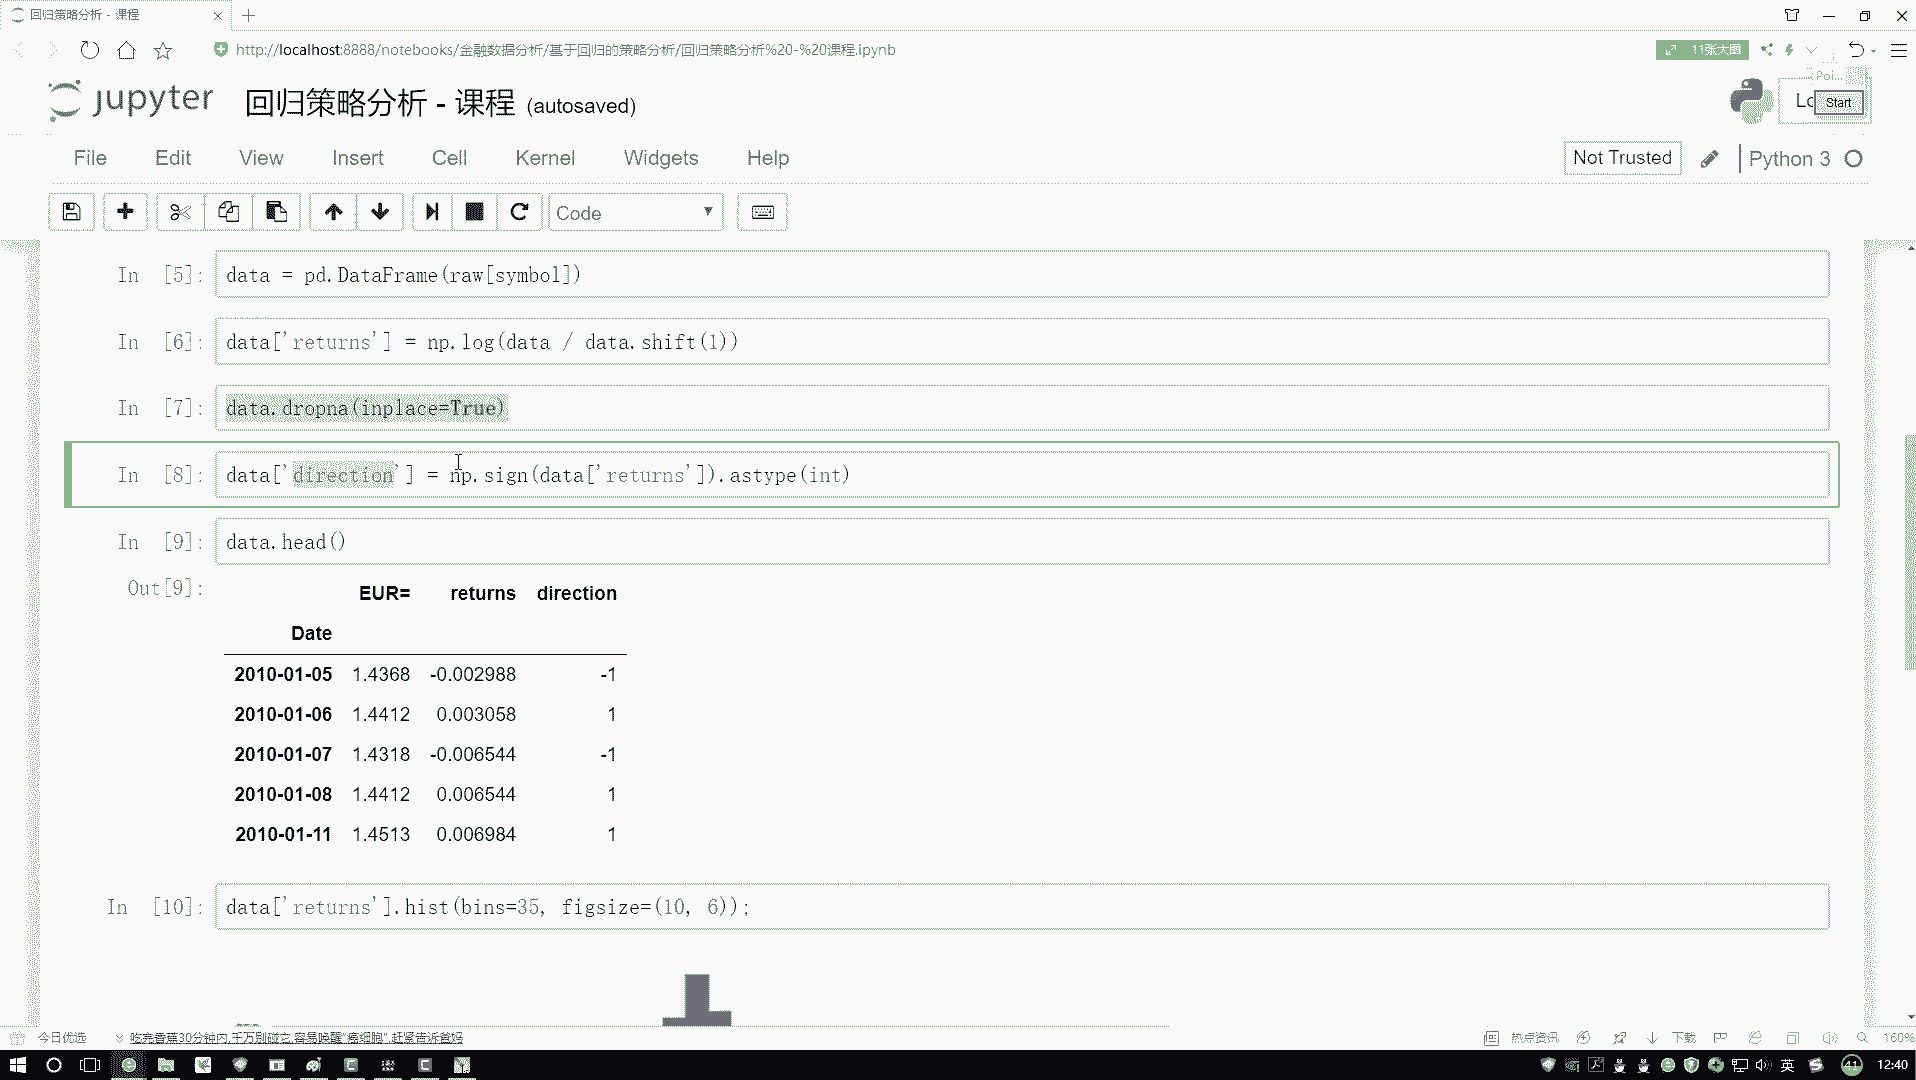 回归策略分析 - 课程
http://localhost:8888/notebooks/金融数据分析/基于回归的策略分析/回归策略分析%20-%20课程.ipynb
11张大图
Poi...
jupyter 回归策略分析 - 课程 (autosaved)
Lo Start
File Edit View Insert Cell Kernel Widgets Help
Not Trusted
Python 3
Code
In [5]: data = pd.DataFrame(raw[symbol])
In [6]: data['returns'] = np.log(data / data.shift(1))
In [7]: data.dropna(inplace=True)
In [8]: data['direction'] = np.sign(data['returns']).astype(int)
In [9]: data.head()
Out[9]:
EUR= returns direction
Date
2010-01-05 1.4368 -0.002988 -1
2010-01-06 1.4412 0.003058 1
2010-01-07 1.4318 -0.006544 -1
2010-01-08 1.4412 0.006544 1
2010-01-11 1.4513 0.006984 1
In [10]: data['returns'].hist(bins=35, figsize=(10, 6));
今日优选
吃完香蕉30分钟内,千万别碰它,容易唤醒"癌细胞",赶紧告诉爸妈
热点资讯
下载
160%
英
41
12:40